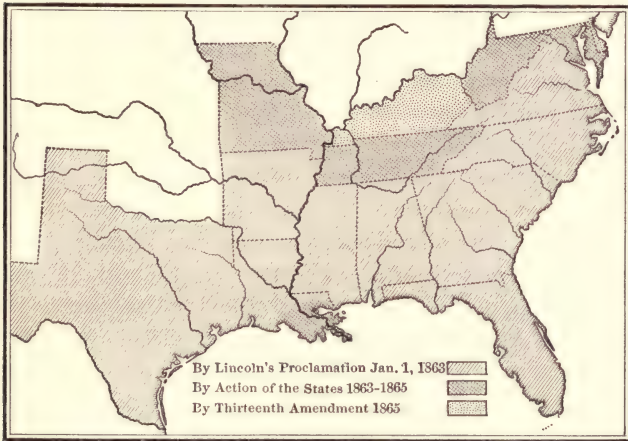 By Lincoln's Proclamation Jan. 1, 1863
By Action of the States 1863-1865
By Thirteenth Amendment 1865